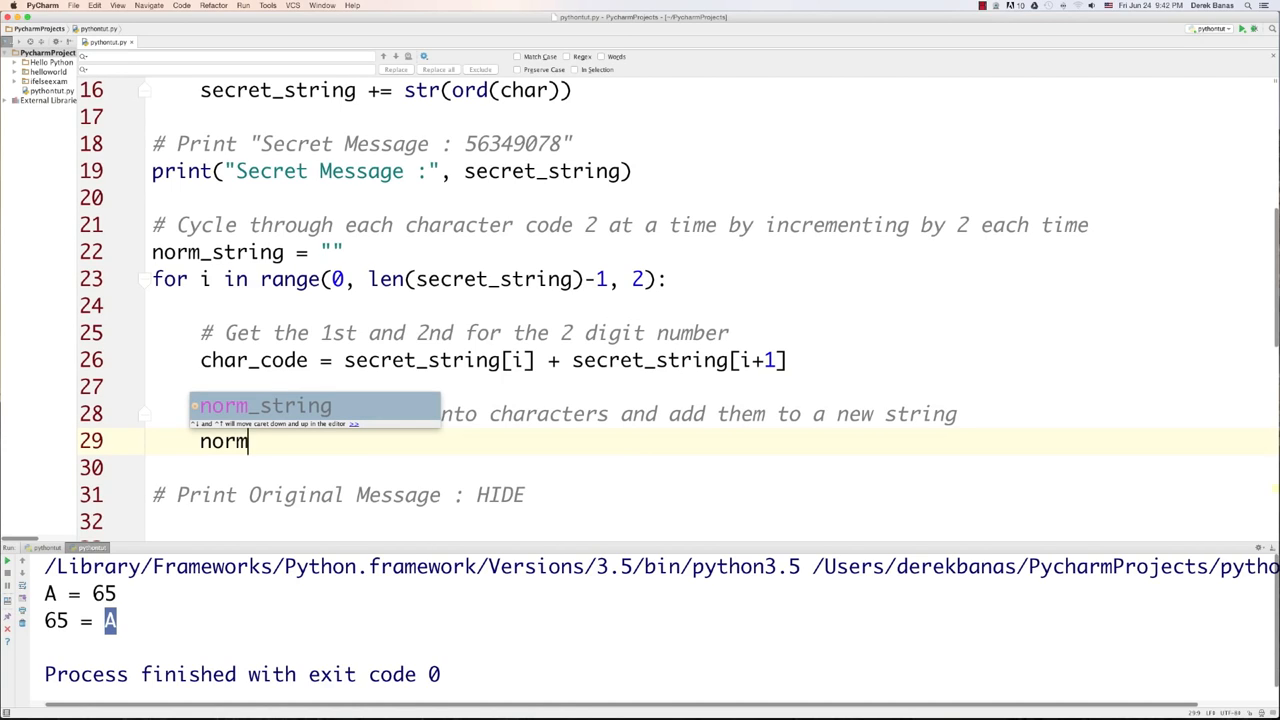 PyCharm File Edit View Navigate Code Refactor Run Tools VCS Window Help 10 Fri Jun 24 9:42 PM Derek Banas
pythontut.py - PycharmProjects - [~/PycharmProjects]
PycharmProjects pythontut.py pythontut
pythontut.py ×
PycharmProject
Hello Python
helloworld
ifelseexam
pythontut.py
External Librarie
Match Case Regex Words
Replace Replace all Exclude Preserve Case In Selection
16 secret_string += str(ord(char))
17
18 # Print "Secret Message : 56349078"
19 print("Secret Message :", secret_string)
20
21 # Cycle through each character code 2 at a time by incrementing by 2 each time
22 norm_string = ""
23 for i in range(0, len(secret_string)-1, 2):
24
25 # Get the 1st and 2nd for the 2 digit number
26 char_code = secret_string[i] + secret_string[i+1]
27
norm_string
28 nto characters and add them to a new string
^↓ and ^↑ will move caret down and up in the editor >>
29 norm
30
31 # Print Original Message : HIDE
32
Run: pythontut pythontut
/Library/Frameworks/Python.framework/Versions/3.5/bin/python3.5 /Users/derekbanas/PycharmProjects/pytho
A = 65
65 = A
Process finished with exit code 0
29:9 LF÷ UTF-8÷